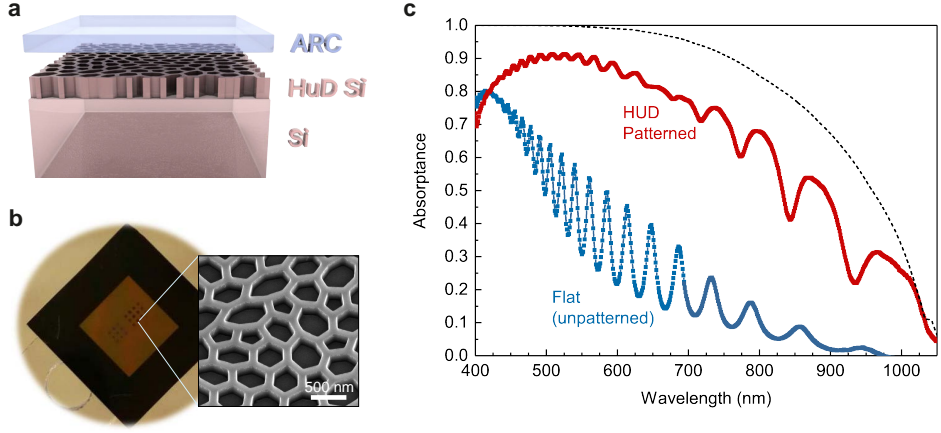 a
ARC
HuD Si
Si
b
500 nm
c
Absorptance
1.0
0.9
0.8
0.7
0.6
0.5
0.4
0.3
0.2
0.1
0.0
HUD
Patterned
Flat
(unpatterned)
400 500 600 700 800 900 1000
Wavelength (nm)